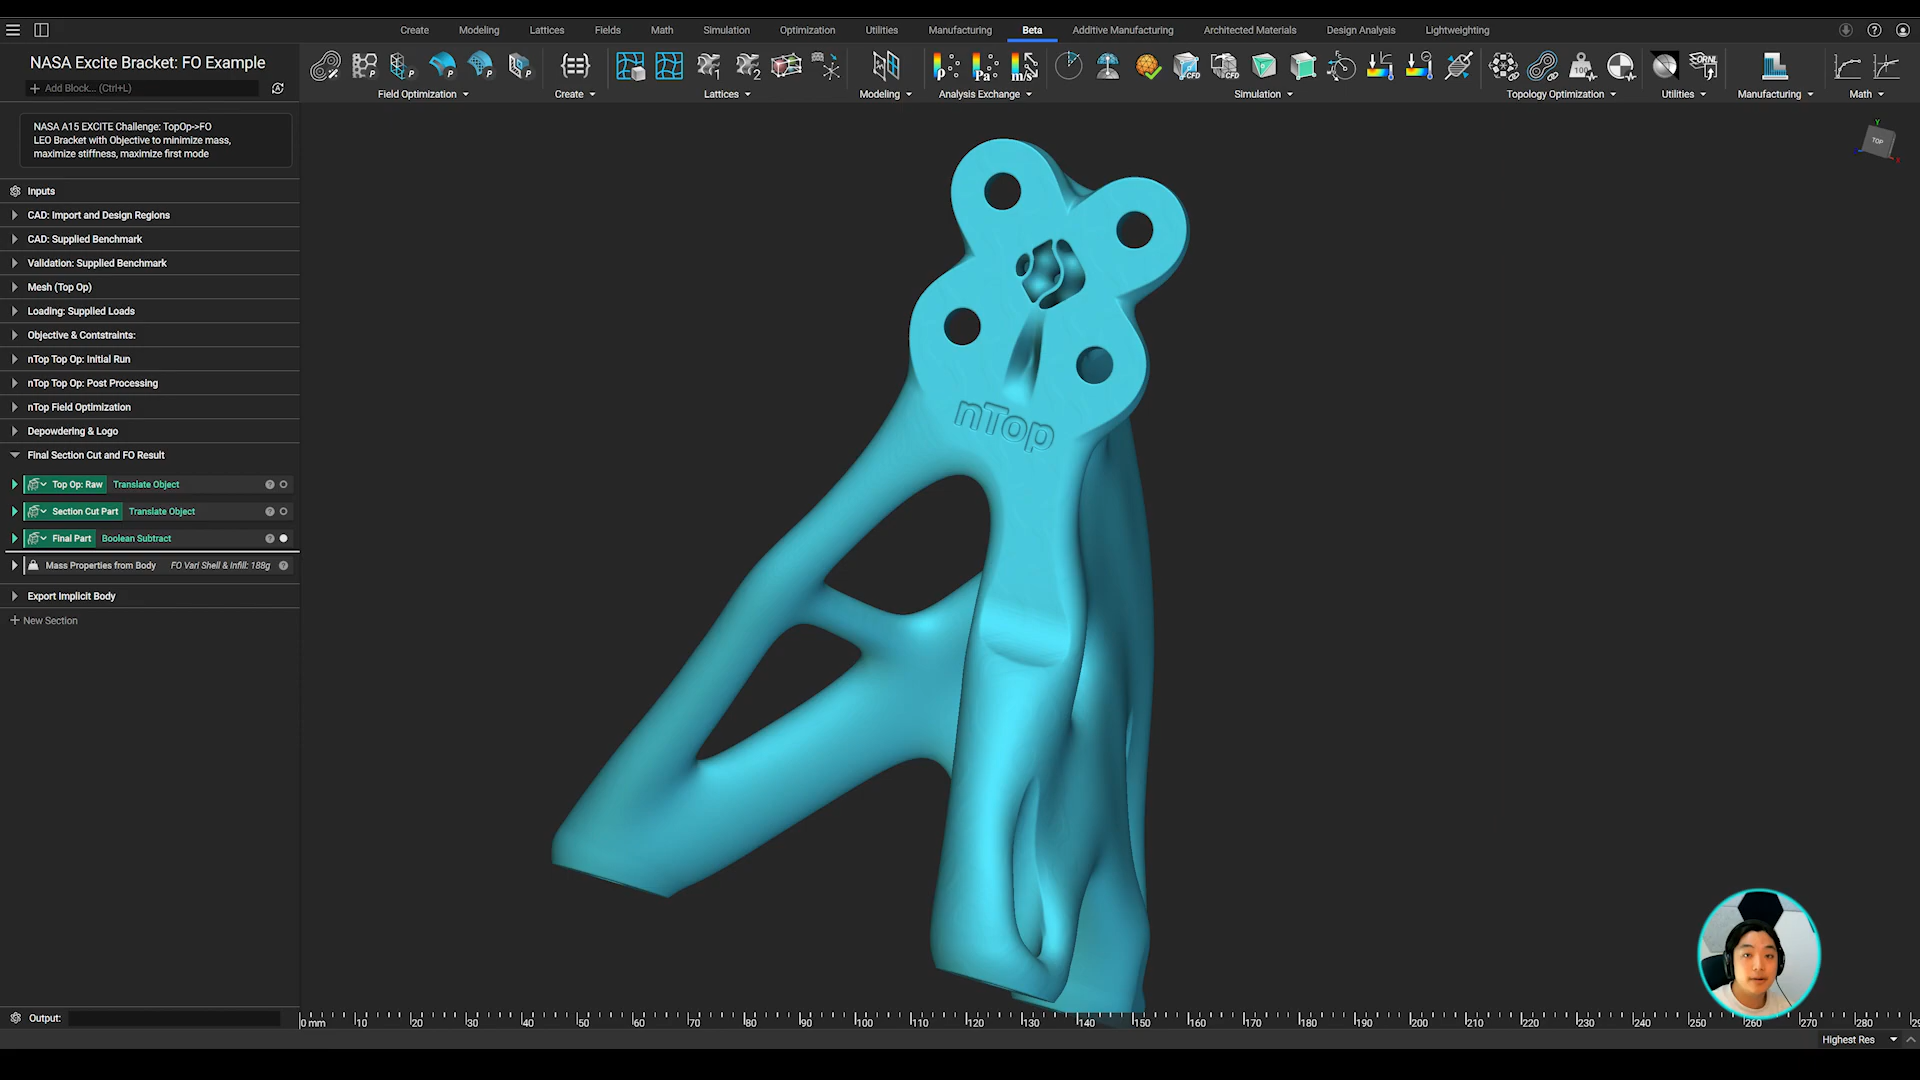 Create Modeling Lattices Fields Math Simulation Optimization Utilities Manufacturing Beta Additive Manufacturing Architected Materials Design Analysis Lightweighting
NASA Excite Bracket: FO Example
Add Block... (Ctrl+L)
Field Optimization Create Lattices Modeling Analysis Exchange Simulation Topology Optimization Utilities Manufacturing Math
NASA A15 EXCITE Challenge: TopOp->FO
LEO Bracket with Objective to minimize mass,
maximize stiffness, maximize first mode
Inputs
CAD: Import and Design Regions
CAD: Supplied Benchmark
Validation: Supplied Benchmark
Mesh (Top Op)
Loading: Supplied Loads
Objective & Contstraints:
nTop Top Op: Initial Run
nTop Top Op: Post Processing
nTop Field Optimization
Depowdering & Logo
Final Section Cut and FO Result
Top Op: Raw Translate Object
Section Cut Part Translate Object
Final Part Boolean Subtract
Mass Properties from Body FO Vari Shell & Infill: 188g
Export Implicit Body
New Section
nTop
TOP
Y
Output:
0 mm 10 20 30 40 50 60 70 80 90 100 110 120 130 140 150 160 170 180 190 200 210 220 230 240 250 260 270 280
Highest Res